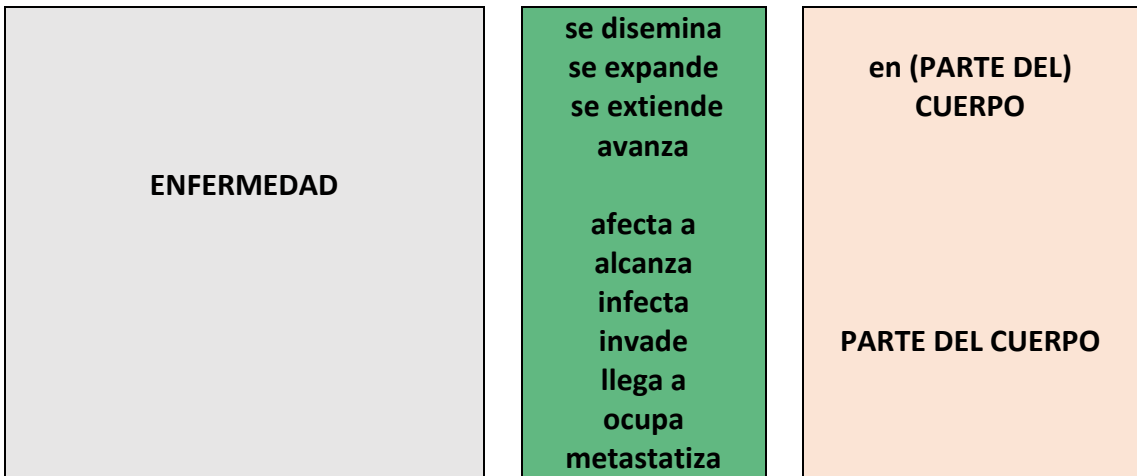 ENFERMEDAD
se disemina
se expande
se extiende
avanza
afecta a
alcanza
infecta
invade
llega a
ocupa
metastatiza
en (PARTE DEL)
CUERPO
PARTE DEL CUERPO